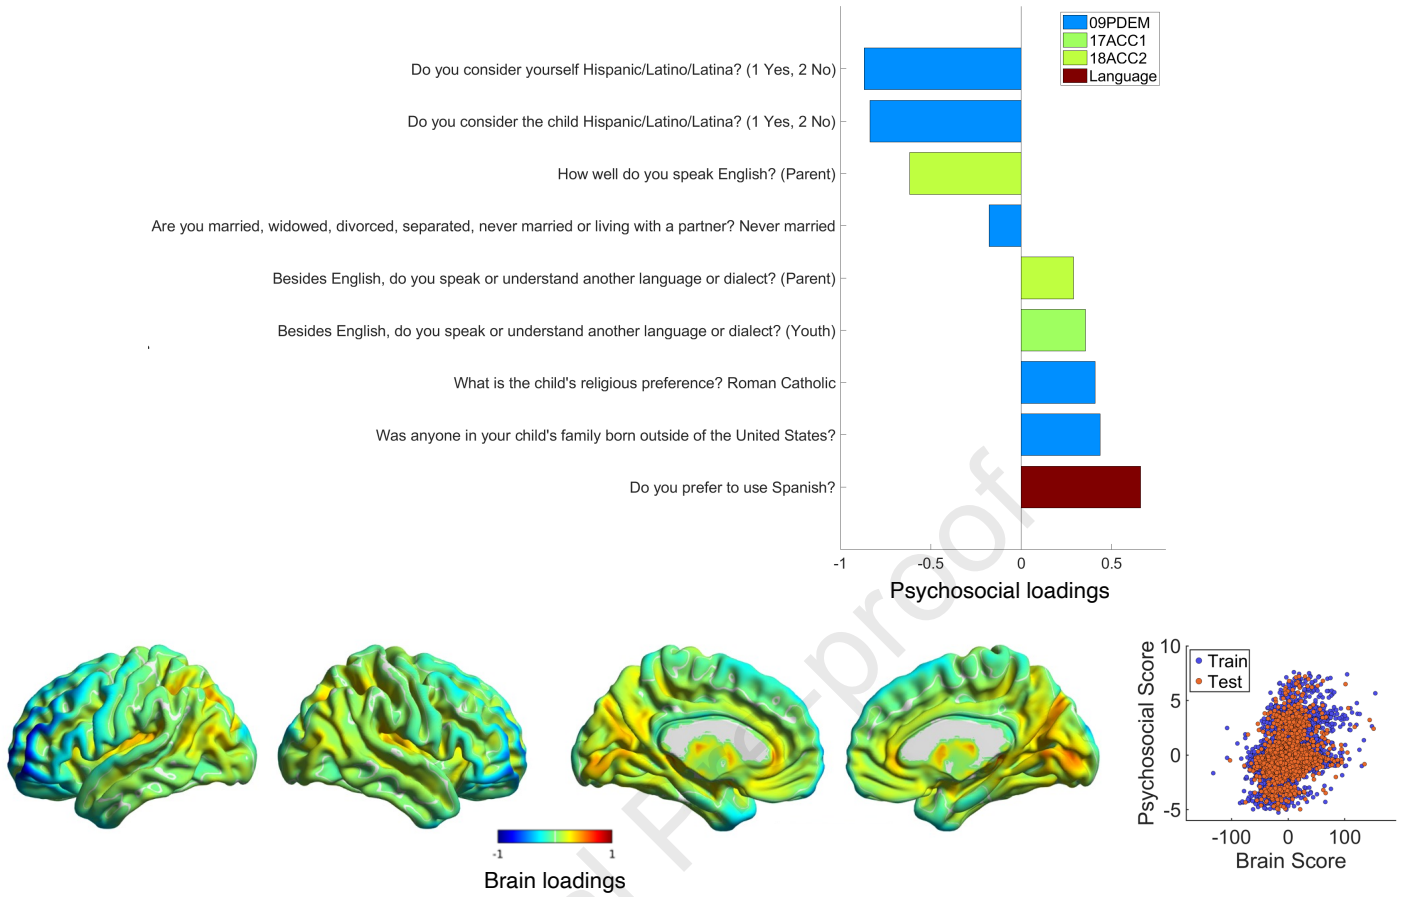 09PDEM
17ACC1
18ACC2
Language
Do you consider yourself Hispanic/Latino/Latina? (1 Yes, 2 No)
Do you consider the child Hispanic/Latino/Latina? (1 Yes, 2 No)
How well do you speak English? (Parent)
Are you married, widowed, divorced, separated, never married or living with a partner? Never married
Besides English, do you speak or understand another language or dialect? (Parent)
Besides English, do you speak or understand another language or dialect? (Youth)
What is the child's religious preference? Roman Catholic
Was anyone in your child's family born outside of the United States?
Do you prefer to use Spanish?
-1 -0.5 0 0.5
Psychosocial loadings
-1 1
Brain loadings
Psychosocial Score
10
5
0
-5
Train
Test
-100 0 100
Brain Score